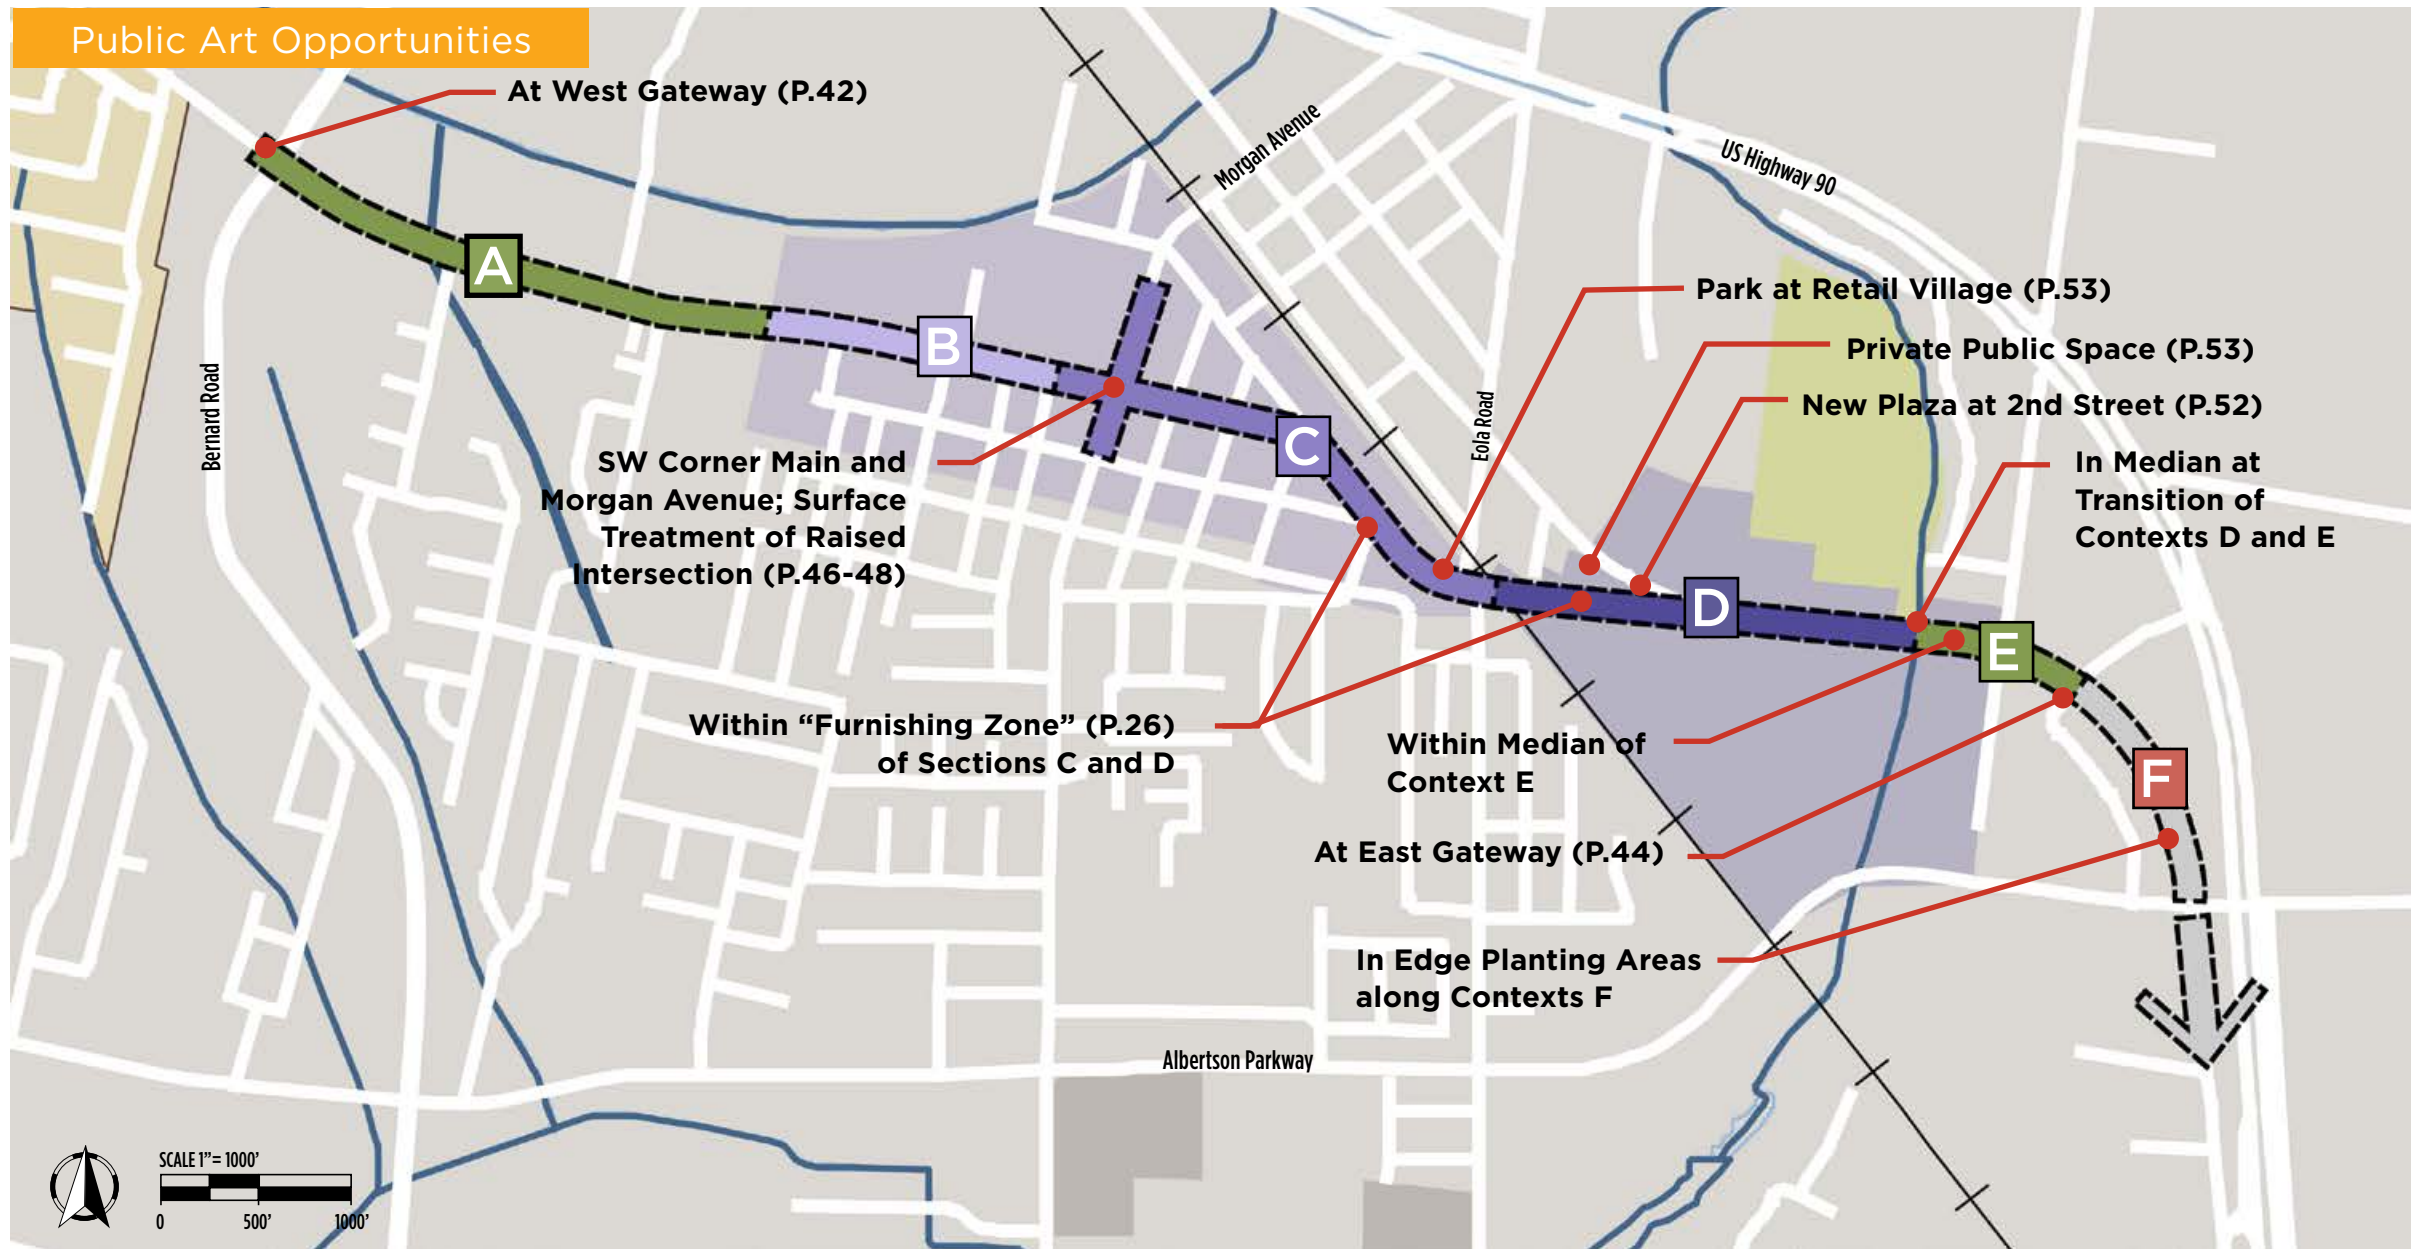 Public Art Opportunities
At West Gateway (P.42)
Morgan Avenue
US Highway 90
A
Park at Retail Village (P.53)
B
Private Public Space (P.53)
New Plaza at 2nd Street (P.52)
Bernard Road
Eola Road
C
SW Corner Main and
Morgan Avenue; Surface
Treatment of Raised
Intersection (P.46-48)
In Median at
Transition of
Contexts D and E
D
E
Within “Furnishing Zone” (P.26)
of Sections C and D
Within Median of
Context E
F
At East Gateway (P.44)
In Edge Planting Areas
along Contexts F
Albertson Parkway
SCALE 1”= 1000’
0 500’ 1000’